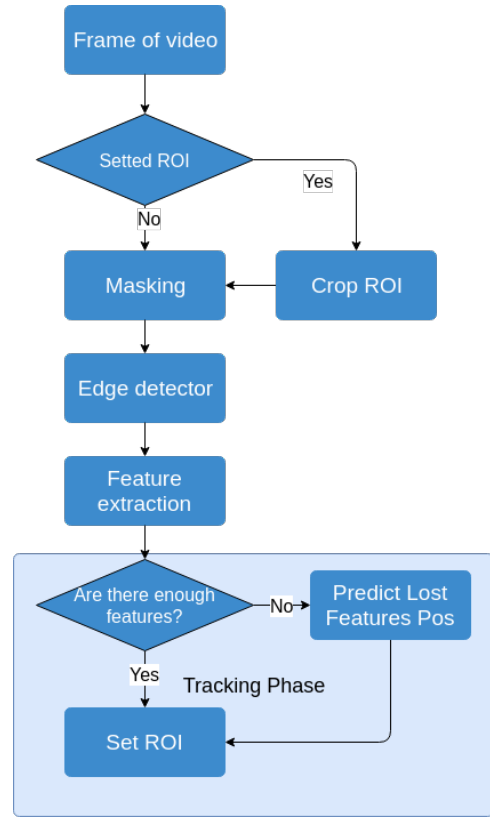 Frame of video
Setted ROI
Yes
No
Masking
Crop ROI
Edge detector
Feature
extraction
Are there enough
features?
No
Predict Lost
Features Pos
Yes
Tracking Phase
Set ROI